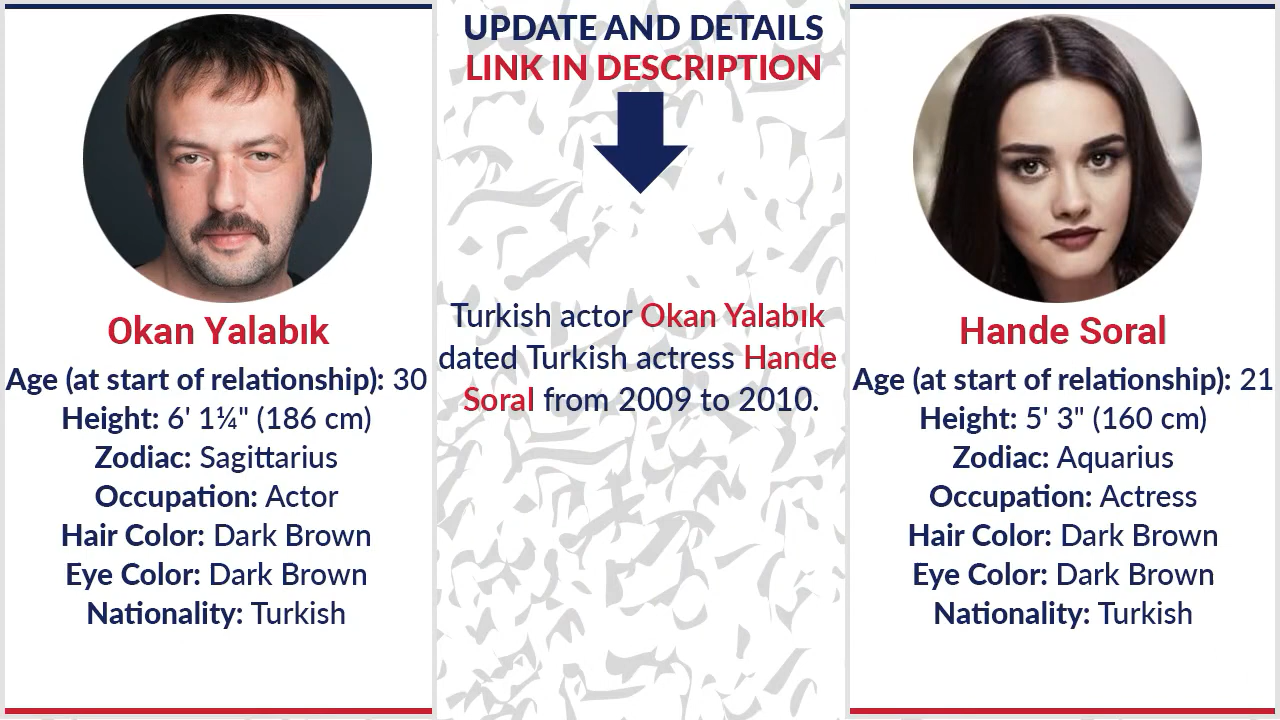 Okan Yalabık
Age (at start of relationship): 30
Height: 6' 1¼" (186 cm)
Zodiac: Sagittarius
Occupation: Actor
Hair Color: Dark Brown
Eye Color: Dark Brown
Nationality: Turkish
UPDATE AND DETAILS
LINK IN DESCRIPTION
Turkish actor Okan Yalabık
dated Turkish actress Hande
Soral from 2009 to 2010.
Hande Soral
Age (at start of relationship): 21
Height: 5' 3" (160 cm)
Zodiac: Aquarius
Occupation: Actress
Hair Color: Dark Brown
Eye Color: Dark Brown
Nationality: Turkish